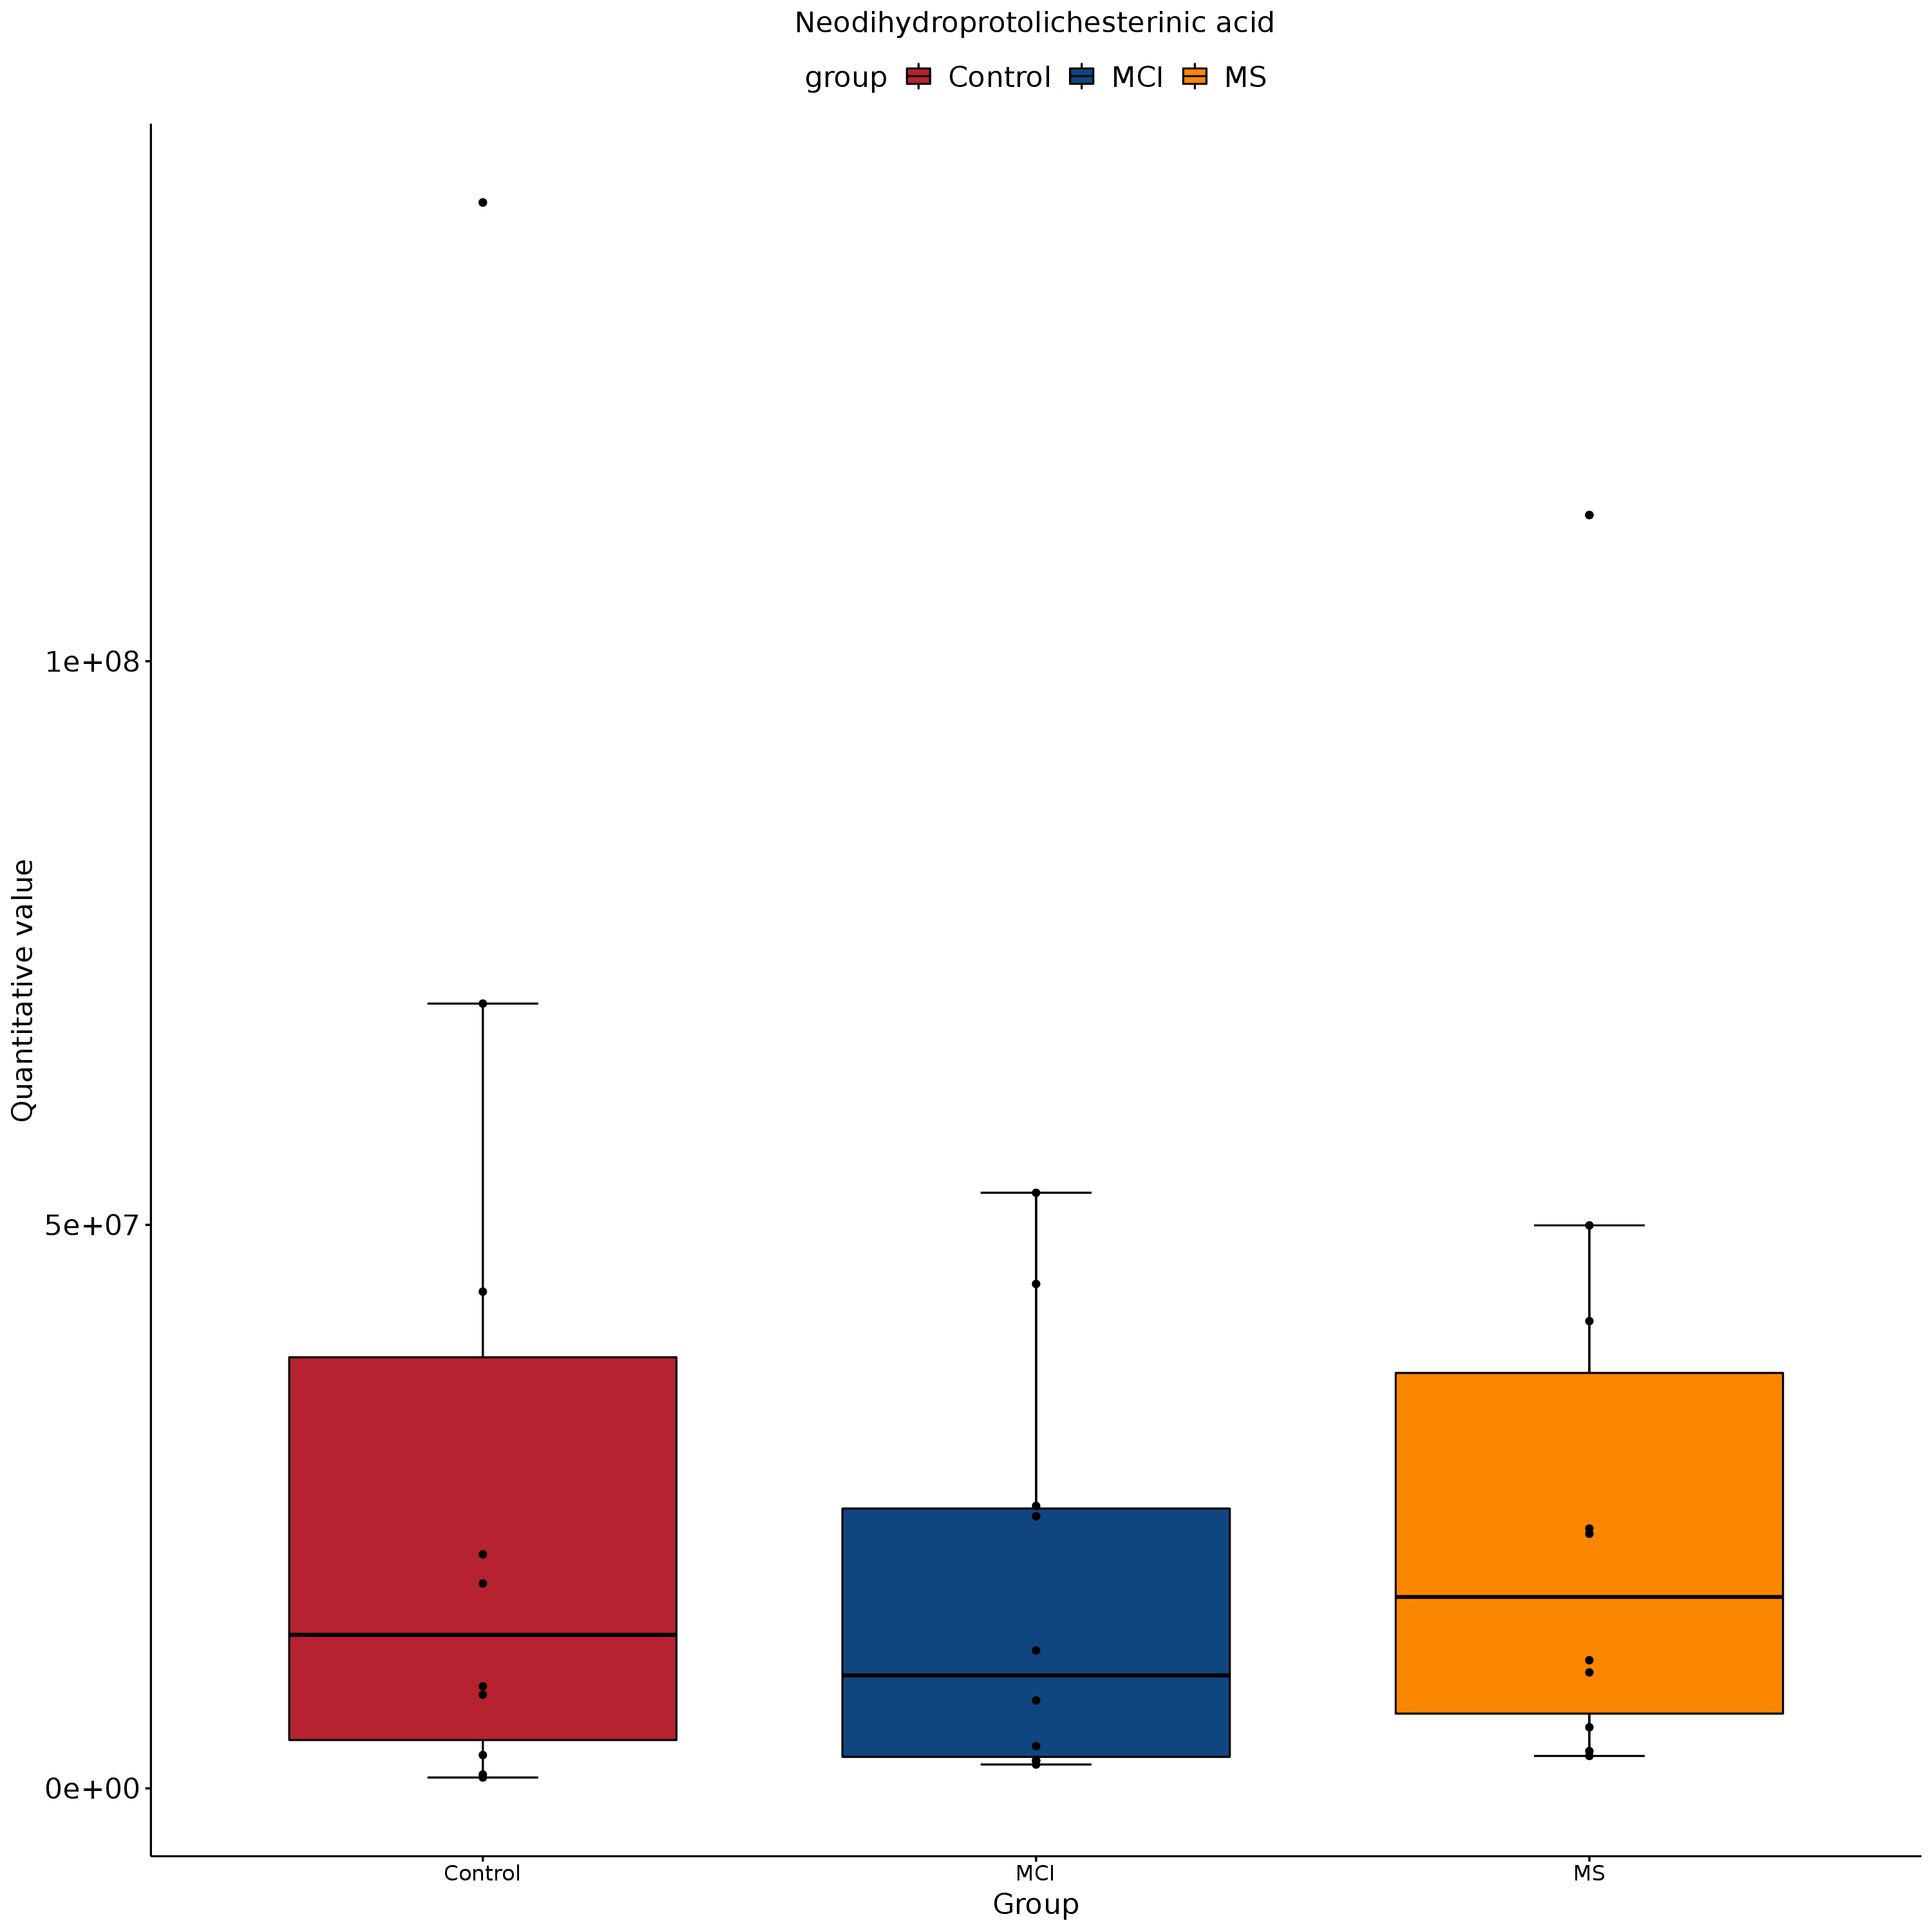 Neodihydroprotolichesterinic acid
group Control MCI MS
1e+08
5e+07
0e+00
Quantitative value
Control MCI MS
Group